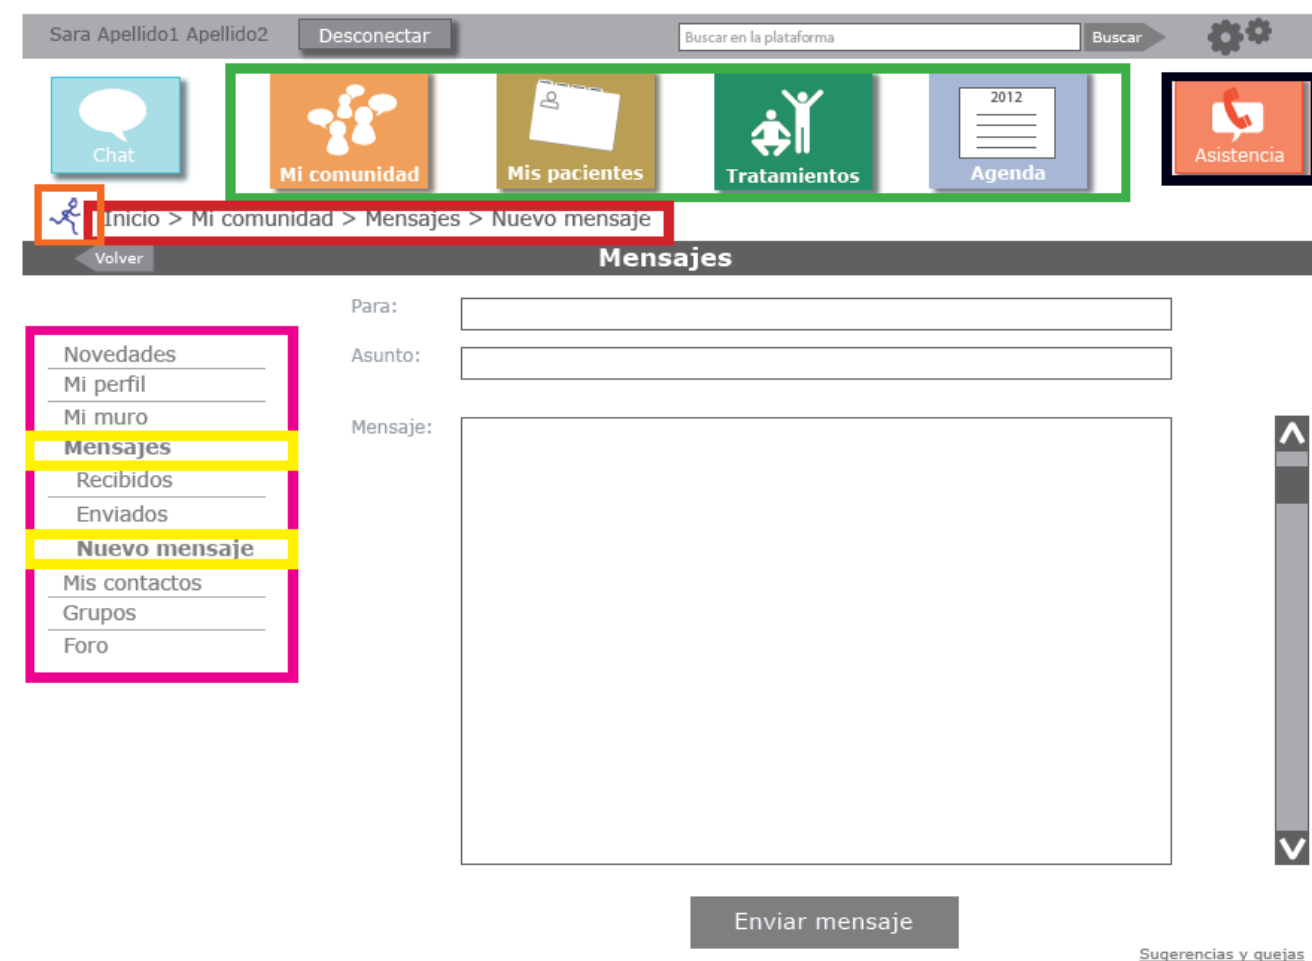 Sara Apellido1 Apellido2 Desconectar Buscar en la plataforma Buscar
2012
Chat Mi comunidad Mis pacientes Tratamientos Agenda Asistencia
Inicio > Mi comunidad > Mensajes > Nuevo mensaje
Volver Mensajes
Para:
Asunto:
Mensaje:
Novedades
Mi perfil
Mi muro
Mensajes
Recibidos
Enviados
Nuevo mensaje
Mis contactos
Grupos
Foro
Enviar mensaje
Sugerencias y quejas